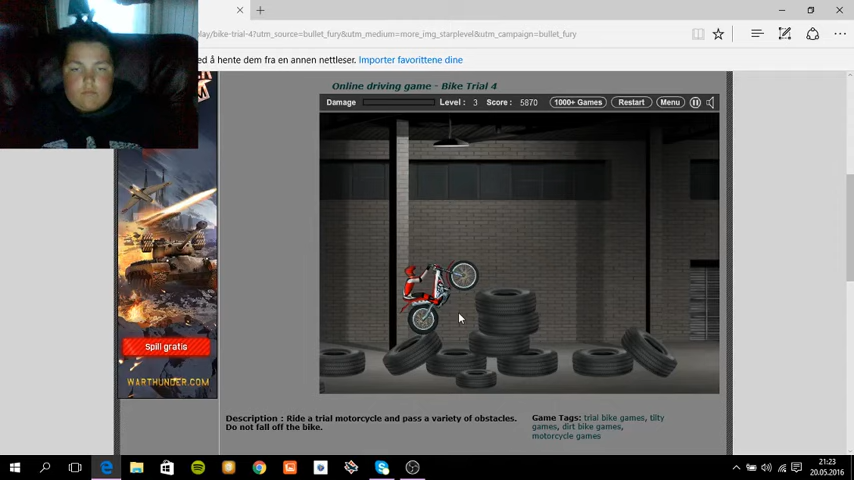 play/bike-trial-4?utm_source=bullet_fury&utm_medium=more_img_starplevel&utm_campaign=bullet_fury
ed å hente dem fra en annen nettleser. Importer favorittene dine
Online driving game - Bike Trial 4
Damage Level : 3 Score : 5870 1000+ Games Restart Menu
Spill gratis
WARTHUNDER.COM
Description : Ride a trial motorcycle and pass a variety of obstacles.
Do not fall off the bike.
Game Tags: trial bike games, tilty
games, dirt bike games,
motorcycle games
21:23
20.05.2016